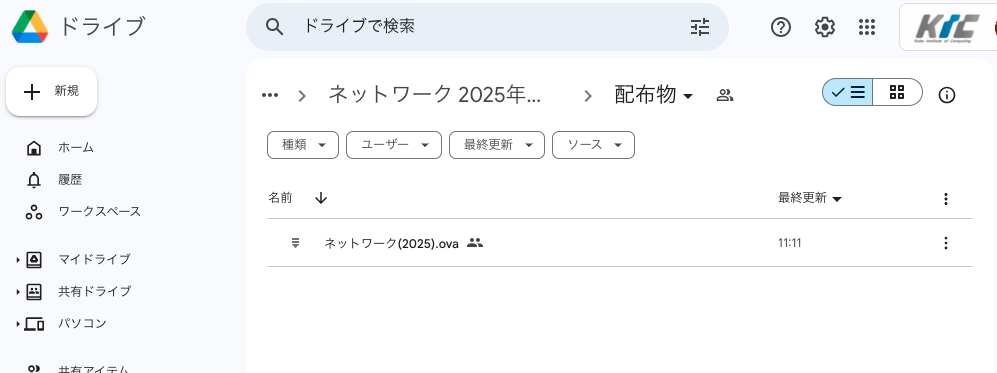 ドライブ
ドライブで検索
KIC
新規
ホーム
履歴
ワークスペース
マイドライブ
共有ドライブ
パソコン
共有アイテム
ネットワーク 2025年...
配布物
種類
ユーザー
最終更新
ソース
名前
最終更新
ネットワーク(2025).ova
11:11